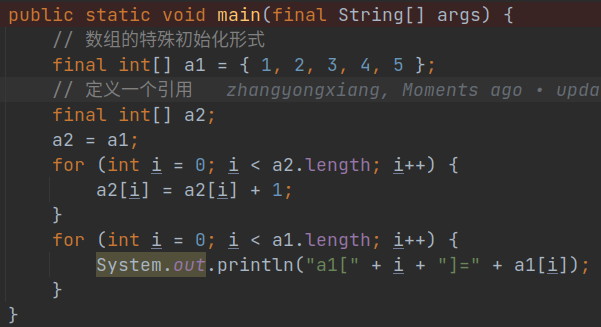 public static void main(final String[] args) {
// 数组的特殊初始化形式
final int[] a1 = { 1, 2, 3, 4, 5 };
// 定义一个引用 zhangyongxiang, Moments ago • upda
final int[] a2;
a2 = a1;
for (int i = 0; i < a2.length; i++) {
a2[i] = a2[i] + 1;
}
for (int i = 0; i < a1.length; i++) {
System.out.println("a1[" + i + "]=" + a1[i]);
}
}